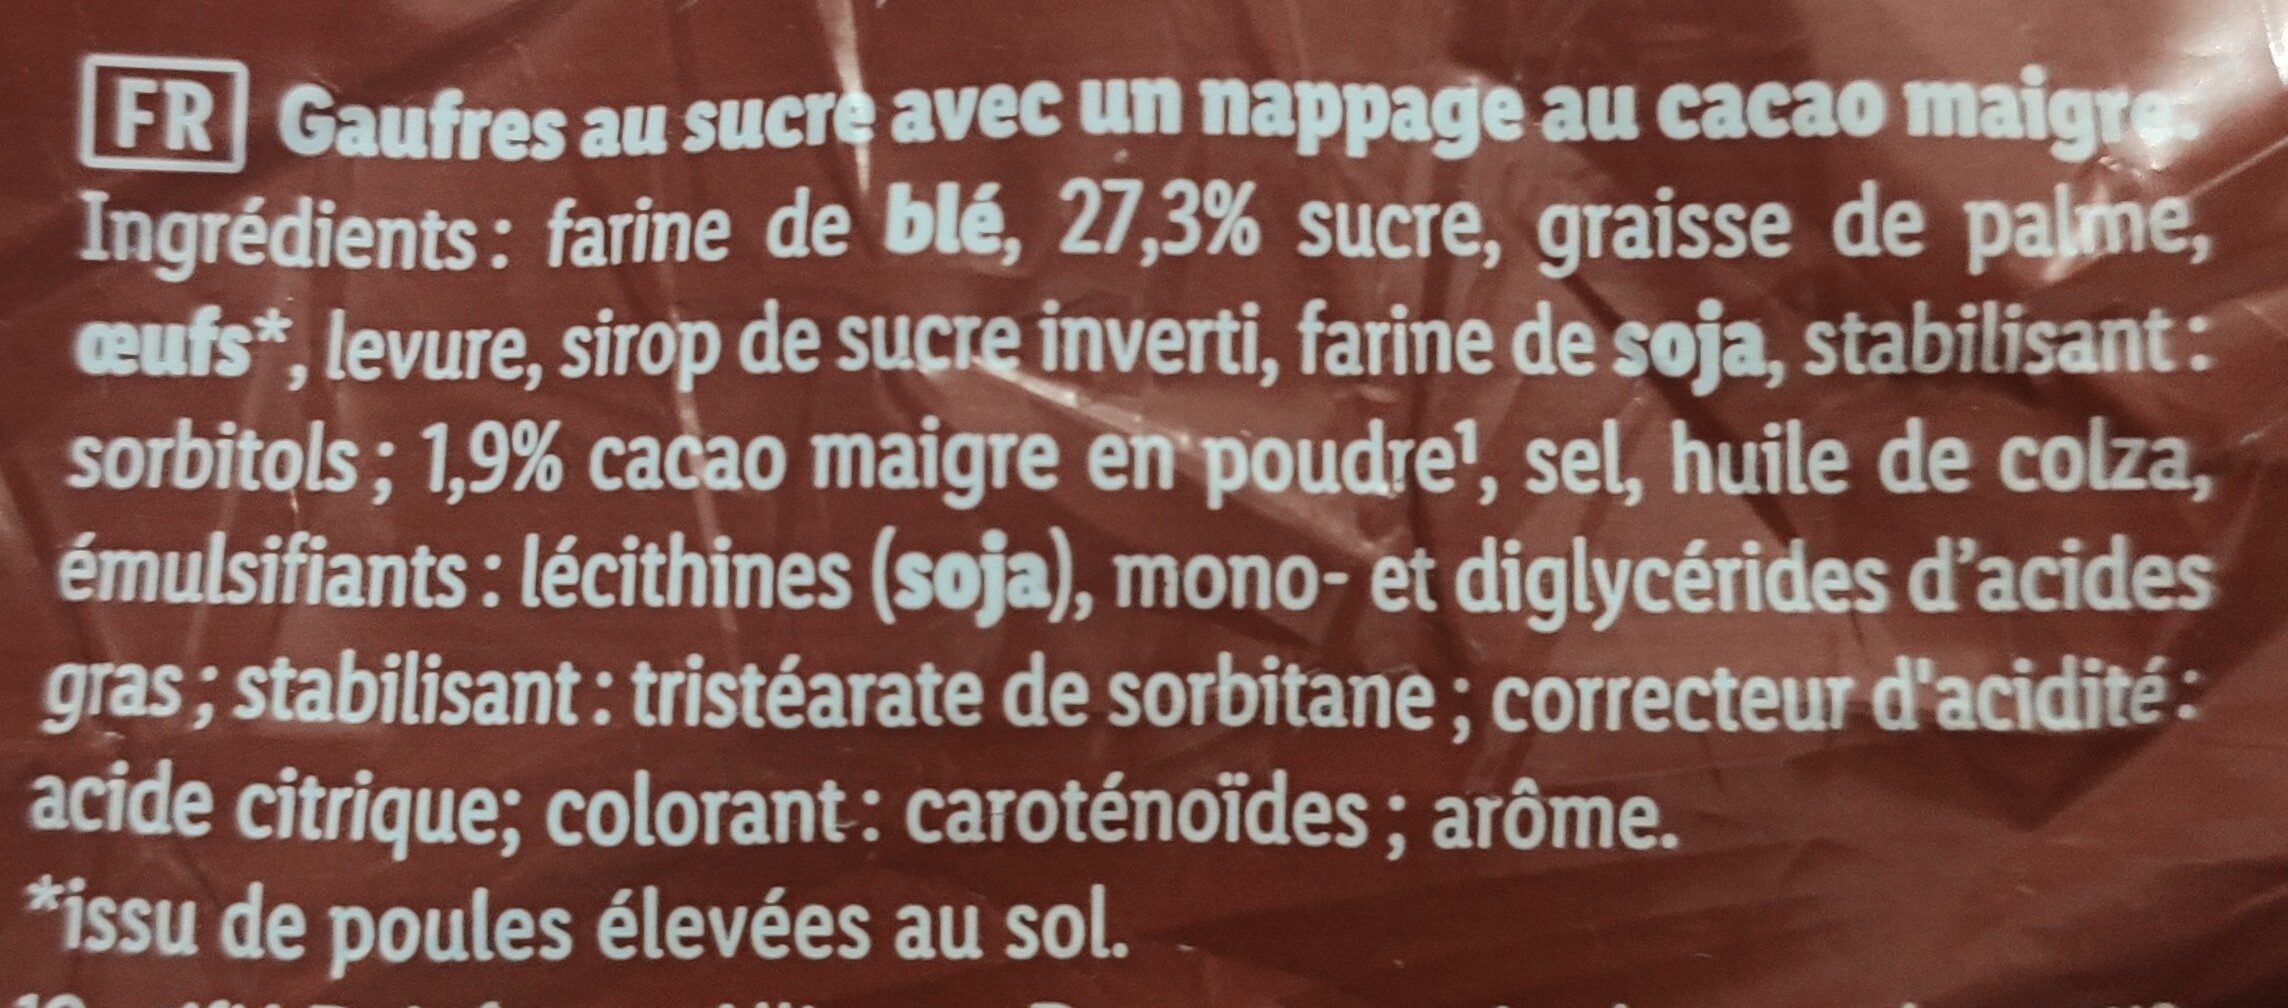 FR Gaufres au sucre avec un nappage au cacao maigre.
Ingrédients : farine de blé, 27,3% sucre, graisse de palme,
œufs*, levure, sirop de sucre inverti, farine de soja, stabilisant :
sorbitols ; 1,9% cacao maigre en poudre¹, sel, huile de colza,
émulsifiants : lécithines (soja), mono- et diglycérides d’acides
gras ; stabilisant : tristéarate de sorbitane ; correcteur d'acidité :
acide citrique; colorant : caroténoïdes ; arôme.
*issu de poules élevées au sol.